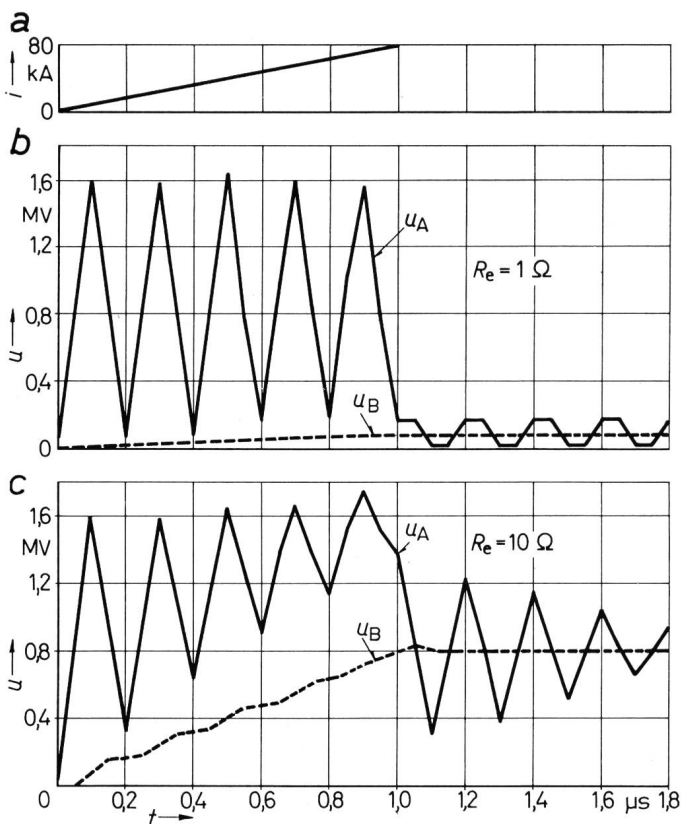 a
80
kA
i
0
b
1,6
MV
1,2
u_A
R_e = 1 Ω
0,8
u
0,4
u_B
0
c
1,6
MV
u_A
R_e = 10 Ω
1,2
u_B
0,8
u
0,4
0 0,2 0,4 0,6 0,8 1,0 1,2 1,4 1,6 μs 1,8
t